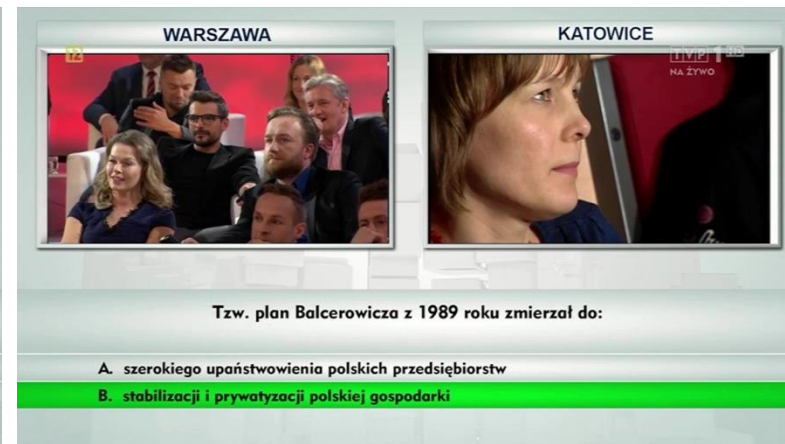 WARSZAWA
KATOWICE
12
TVP 1 HD
NA ŻYWO
Tzw. plan Balcerowicza z 1989 roku zmierzał do:
A. szerokiego upaństwowienia polskich przedsiębiorstw
B. stabilizacji i prywatyzacji polskiej gospodarki